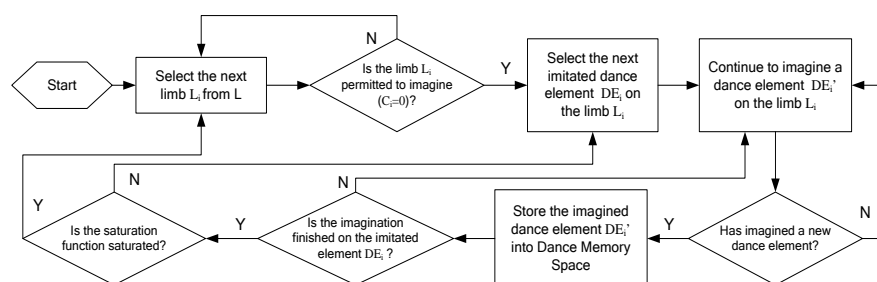 Start
Select the next
limb Li from L
N
Is the limb Li
permitted to imagine
(Ci=0)?
Y
Select the next
imitated dance
element DEi on
the limb Li
Continue to imagine a
dance element DEi’
on the limb Li
Has imagined a new
dance element?
N
Y
Store the imagined
dance element DEi’
into Dance Memory
Space
Is the imagination
finished on the imitated
element DEi ?
N
Y
Is the saturation
function saturated?
N
Y